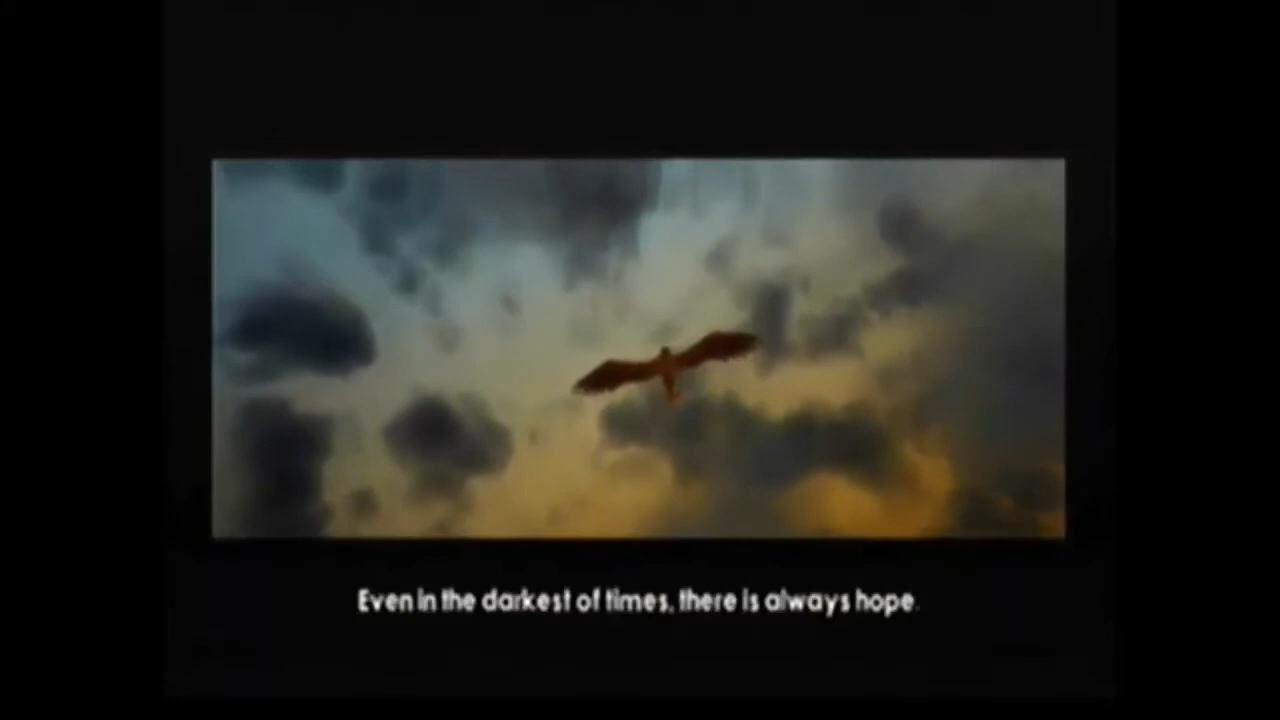 Even in the darkest of times, there is always hope.